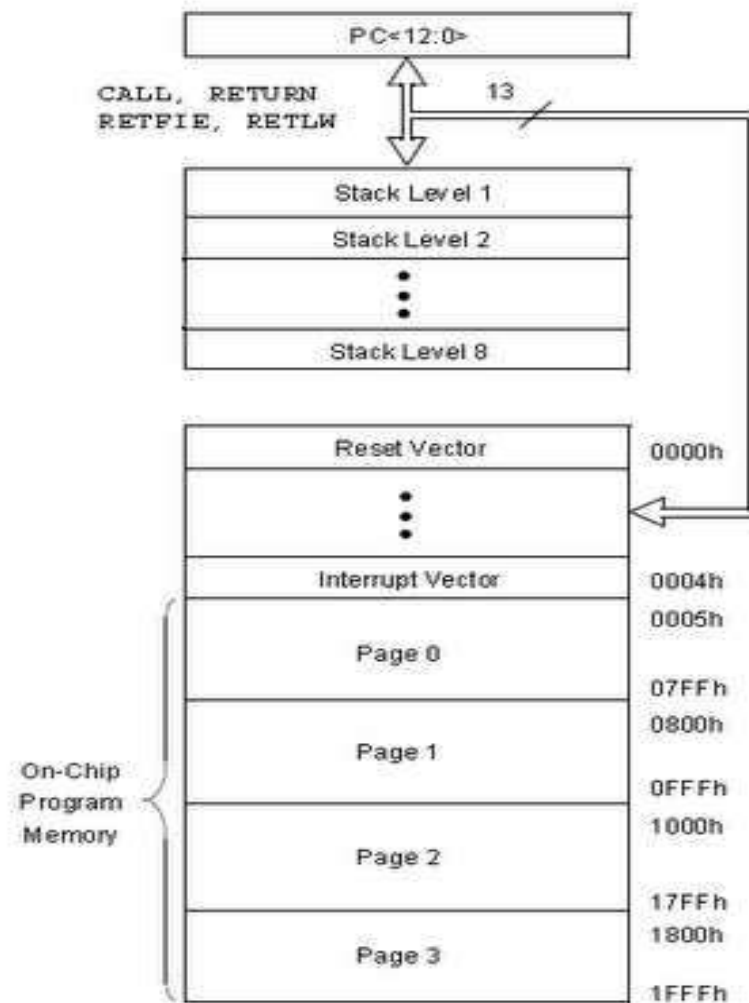 PC<12:0>
CALL, RETURN
RETFIE, RETLW
13
Stack Level 1
Stack Level 2
Stack Level 8
Reset Vector
0000h
Interrupt Vector
0004h
0005h
Page 0
07FFh
0800h
Page 1
0FFFh
On-Chip
Program
Memory
1000h
Page 2
17FFh
1800h
Page 3
1FFFh